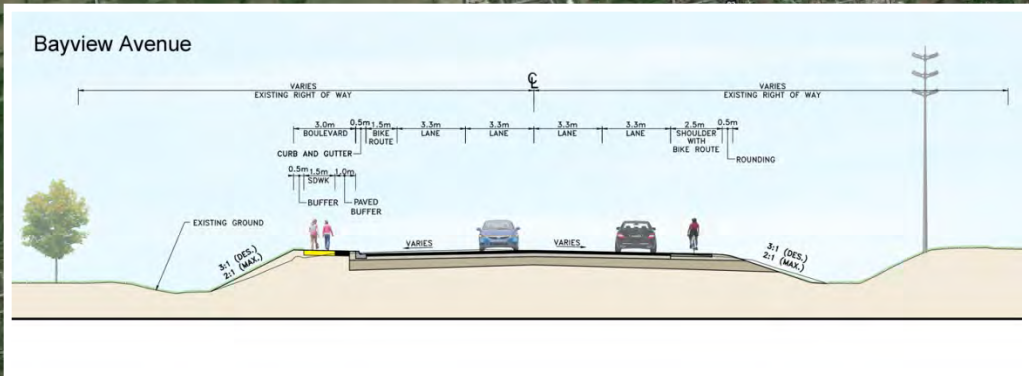 Bayview Avenue
℄
VARIES
EXISTING RIGHT OF WAY
VARIES
EXISTING RIGHT OF WAY
3.0m
BOULEVARD
0.5m
CURB AND GUTTER
1.5m
BIKE
ROUTE
3.3m
LANE
3.3m
LANE
3.3m
LANE
3.3m
LANE
2.5m
SHOULDER
WITH
BIKE ROUTE
0.5m
ROUNDING
0.5m
BUFFER
1.5m
SDWK
1.0m
PAVED
BUFFER
EXISTING GROUND
3:1 (DES.)
2:1 (MAX.)
VARIES
VARIES
3:1 (DES.)
2:1 (MAX.)